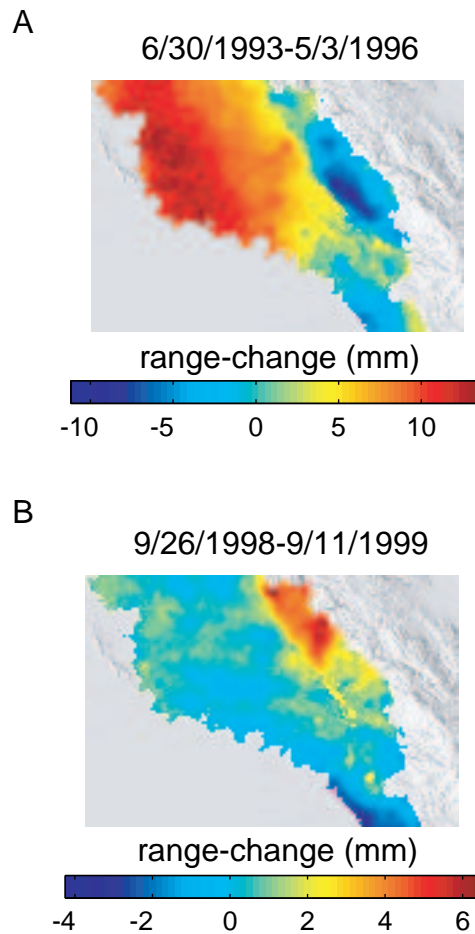 A
6/30/1993-5/3/1996
range-change (mm)
-10 -5 0 5 10
B
9/26/1998-9/11/1999
range-change (mm)
-4 -2 0 2 4 6